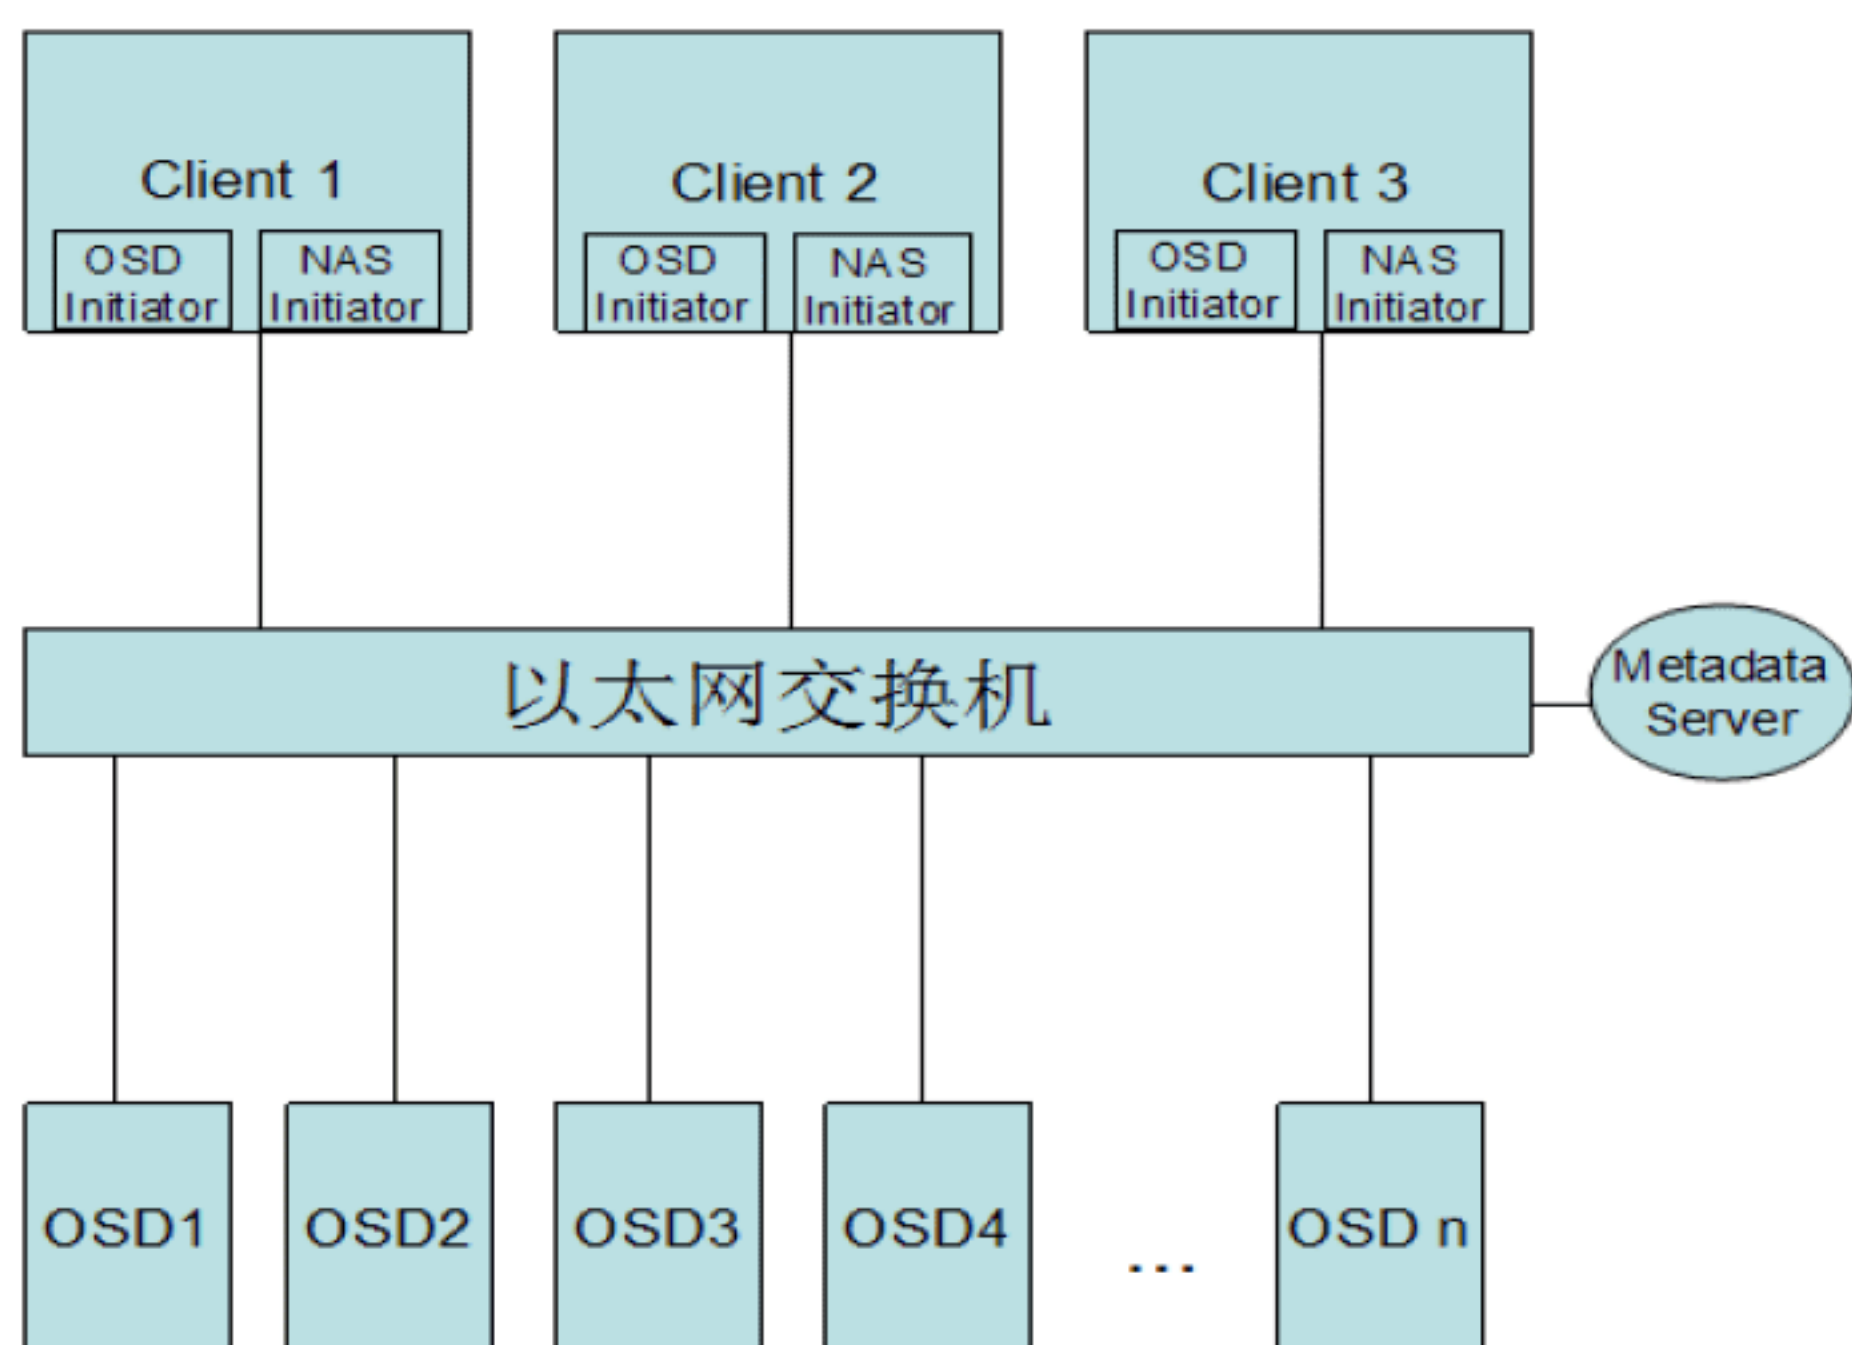 Client 1
OSD
Initiator
NAS
Initiator
Client 2
OSD
Initiator
NAS
Initiator
Client 3
OSD
Initiator
NAS
Initiator
以太网交换机
Metadata
Server
OSD1
OSD2
OSD3
OSD4
...
OSD n